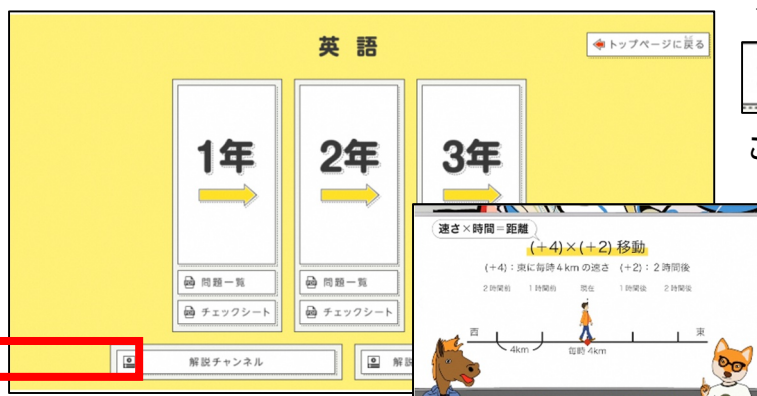 英 語
トップページに戻る
1年
2年
3年
問題一覧
問題一覧
チェックシート
チェックシート
解説チャンネル
解説
速さ×時間=距離
(+4)×(+2) 移動
(+4):東に毎時4kmの速さ (+2):2時間後
2時間前 1時間前 現在 1時間後 2時間後
西
東
4km
毎時 4km